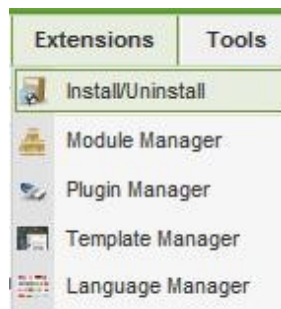 Extensions Tools
Install/Uninstall
Module Manager
Plugin Manager
Template Manager
Language Manager